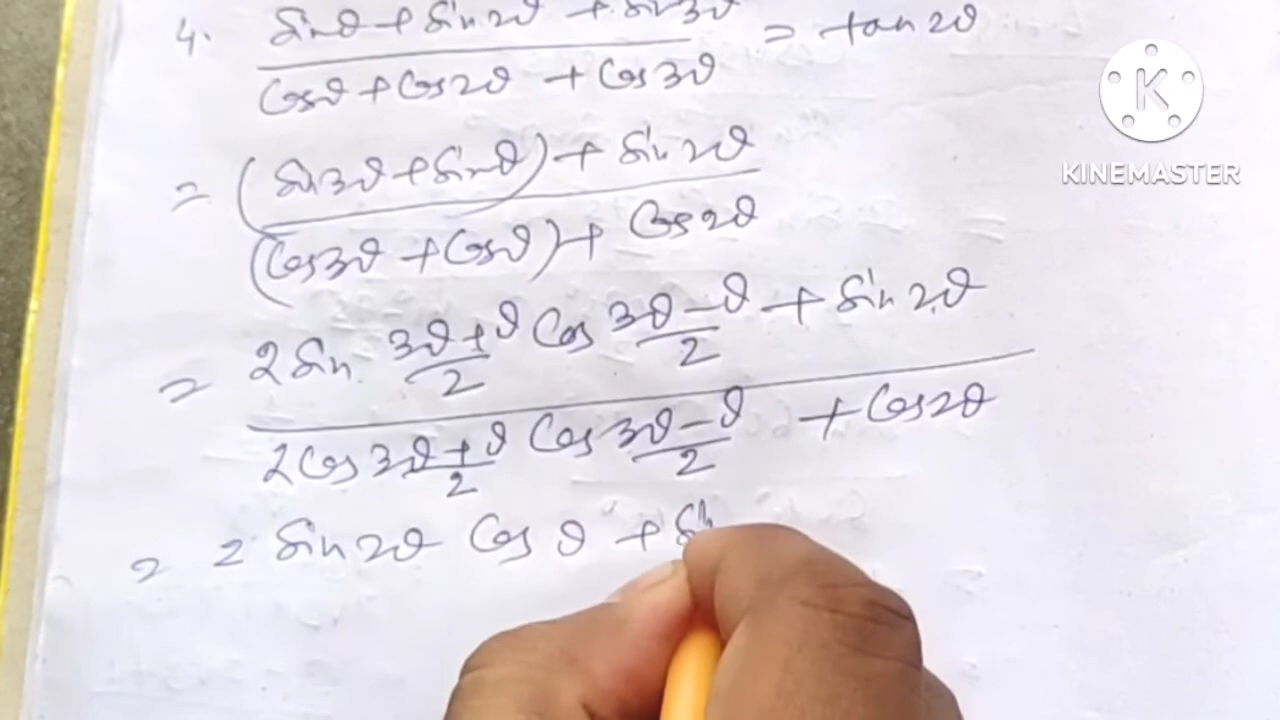 4. sinθ + sin2θ + sin3θ / cosθ + cos2θ + cos3θ = tan2θ
= (sin3θ + sinθ) + sin2θ / (cos3θ + cosθ) + cos2θ
= 2 sin 3θ+θ/2 cos 3θ-θ/2 + sin2θ / 2 cos 3θ+θ/2 cos 3θ-θ/2 + cos2θ
= 2 sin2θ cosθ +
K
KINEMASTER